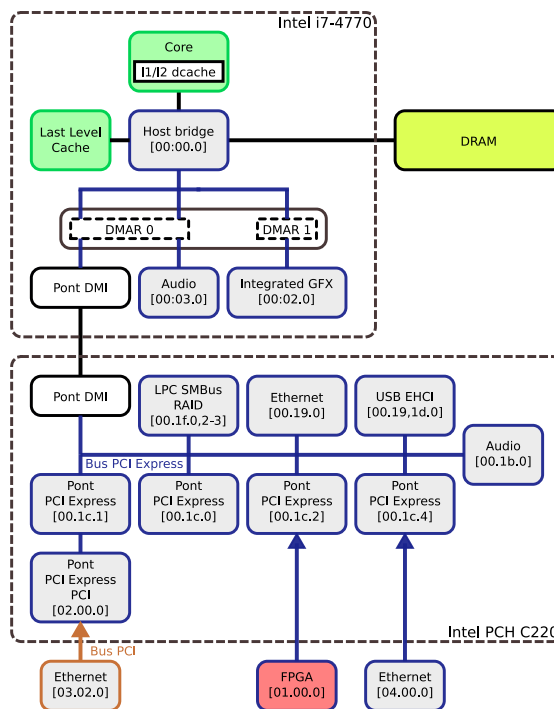 Intel i7-4770
Core
l1/l2 dcache
Last Level
Cache
Host bridge
[00:00.0]
DRAM
DMAR 0
DMAR 1
Pont DMI
Audio
[00:03.0]
Integrated GFX
[00:02.0]
Pont DMI
LPC SMBus
RAID
[00.1f.0,2-3]
Ethernet
[00.19.0]
USB EHCI
[00.19,1d.0]
Audio
[00.1b.0]
Bus PCI Express
Pont
PCI Express
[00.1c.1]
Pont
PCI Express
[00.1c.0]
Pont
PCI Express
[00.1c.2]
Pont
PCI Express
[00.1c.4]
Pont
PCI Express
PCI
[02.00.0]
Intel PCH C220
Bus PCI
Ethernet
[03.02.0]
FPGA
[01.00.0]
Ethernet
[04.00.0]